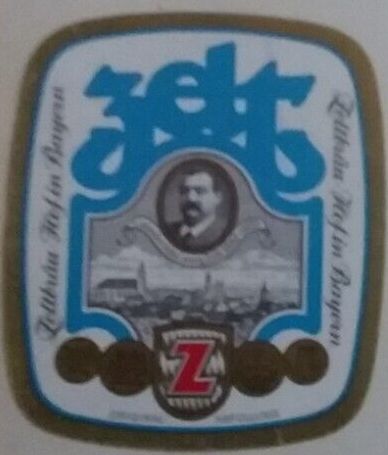 zelt
Zeltbräu Hof in Bayern
Zeltbräu Hof in Bayern
Z